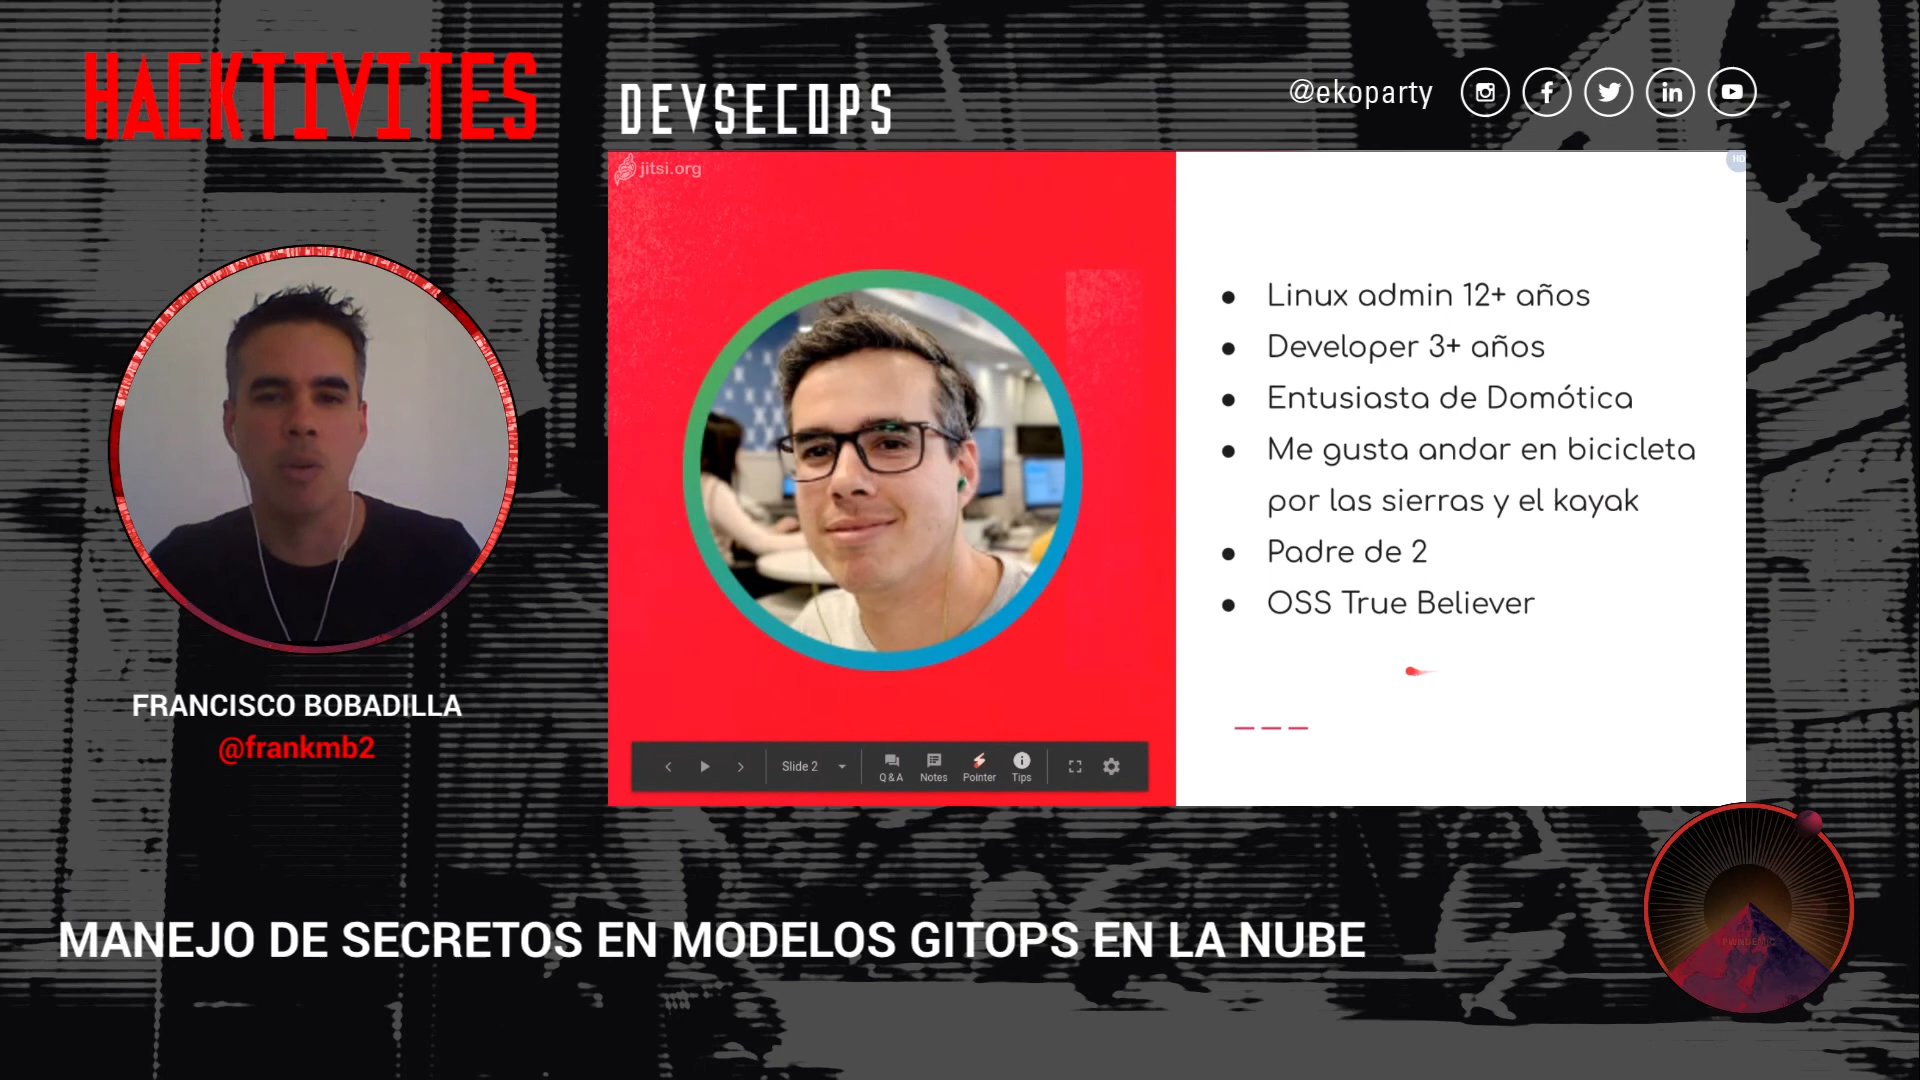 HACKTIVITES
DEVSECOPS
@ekoparty
jitsi.org
HD
● Linux admin 12+ años
● Developer 3+ años
● Entusiasta de Domótica
● Me gusta andar en bicicleta
por las sierras y el kayak
● Padre de 2
● OSS True Believer
Slide 2
Q & A
Notes
Pointer
Tips
FRANCISCO BOBADILLA
@frankmb2
MANEJO DE SECRETOS EN MODELOS GITOPS EN LA NUBE